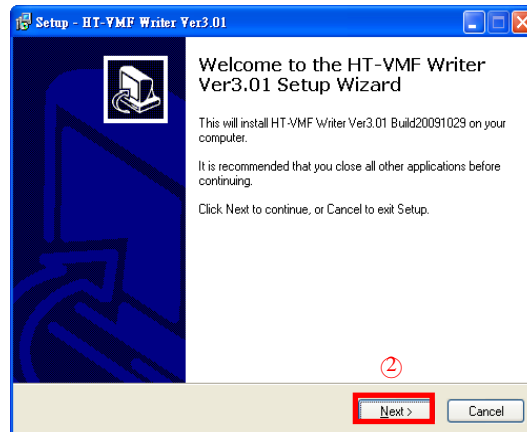 Setup - HT-VMF Writer Ver3.01
Welcome to the HT-VMF Writer
Ver3.01 Setup Wizard
This will install HT-VMF Writer Ver3.01 Build20091029 on your
computer.
It is recommended that you close all other applications before
continuing.
Click Next to continue, or Cancel to exit Setup.
②
Next >
Cancel